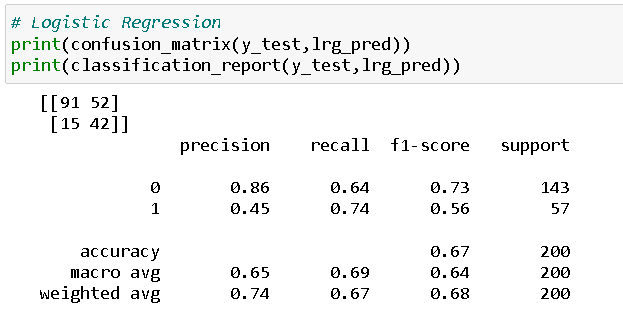 # Logistic Regression
print(confusion_matrix(y_test,lrg_pred))
print(classification_report(y_test,lrg_pred))
[[91 52]
[15 42]]
precision recall f1-score support
0 0.86 0.64 0.73 143
1 0.45 0.74 0.56 57
accuracy 0.67 200
macro avg 0.65 0.69 0.64 200
weighted avg 0.74 0.67 0.68 200